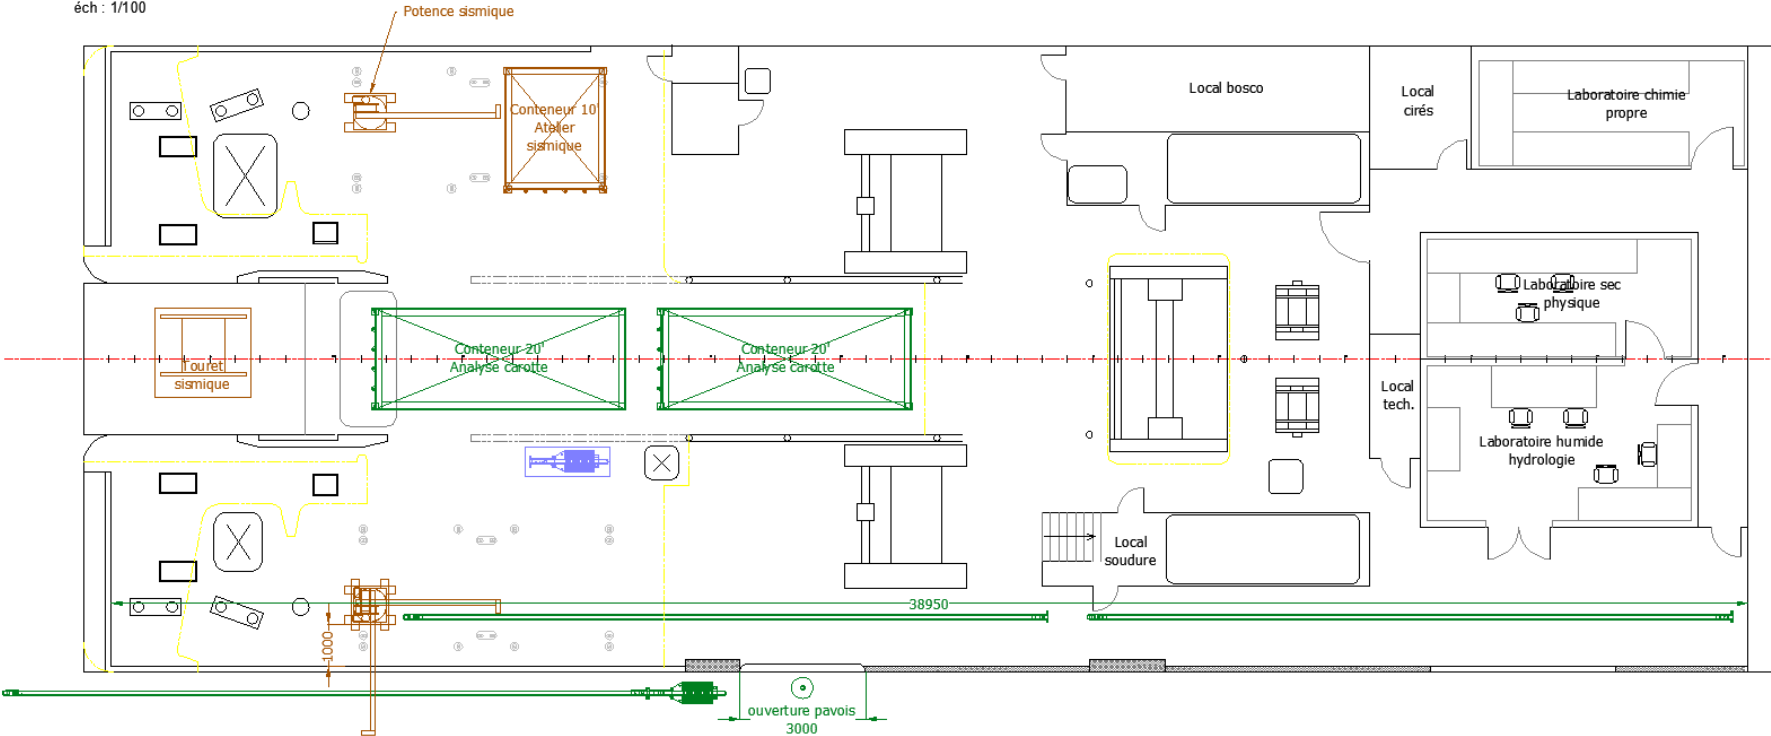 éch : 1/100
Potence sismique
Conteneur 10'
Atelier
sismique
Local bosco
Local
cirés
Laboratoire chimie
propre
Laboratoire sec
physique
Touret
sismique
Conteneur 20'
Analyse carotte
Conteneur 20'
Analyse carotte
Local
tech.
Laboratoire humide
hydrologie
Local
soudure
38950
1000
ouverture pavois
3000